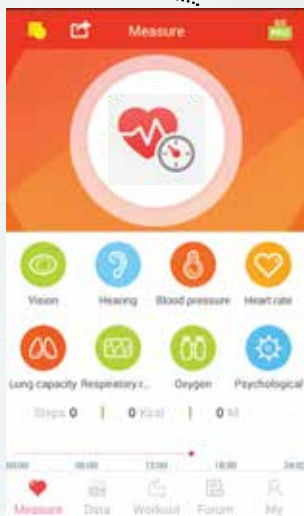 Measure
Vision Hearing Blood pressure Heart rate
Lung capacity Respiratory r... Oxygen Psychological
Steps 0 | 0 Kcal | 0 M
00:00 06:00 12:00 18:00 24:00
Measure Data Workout Forum My